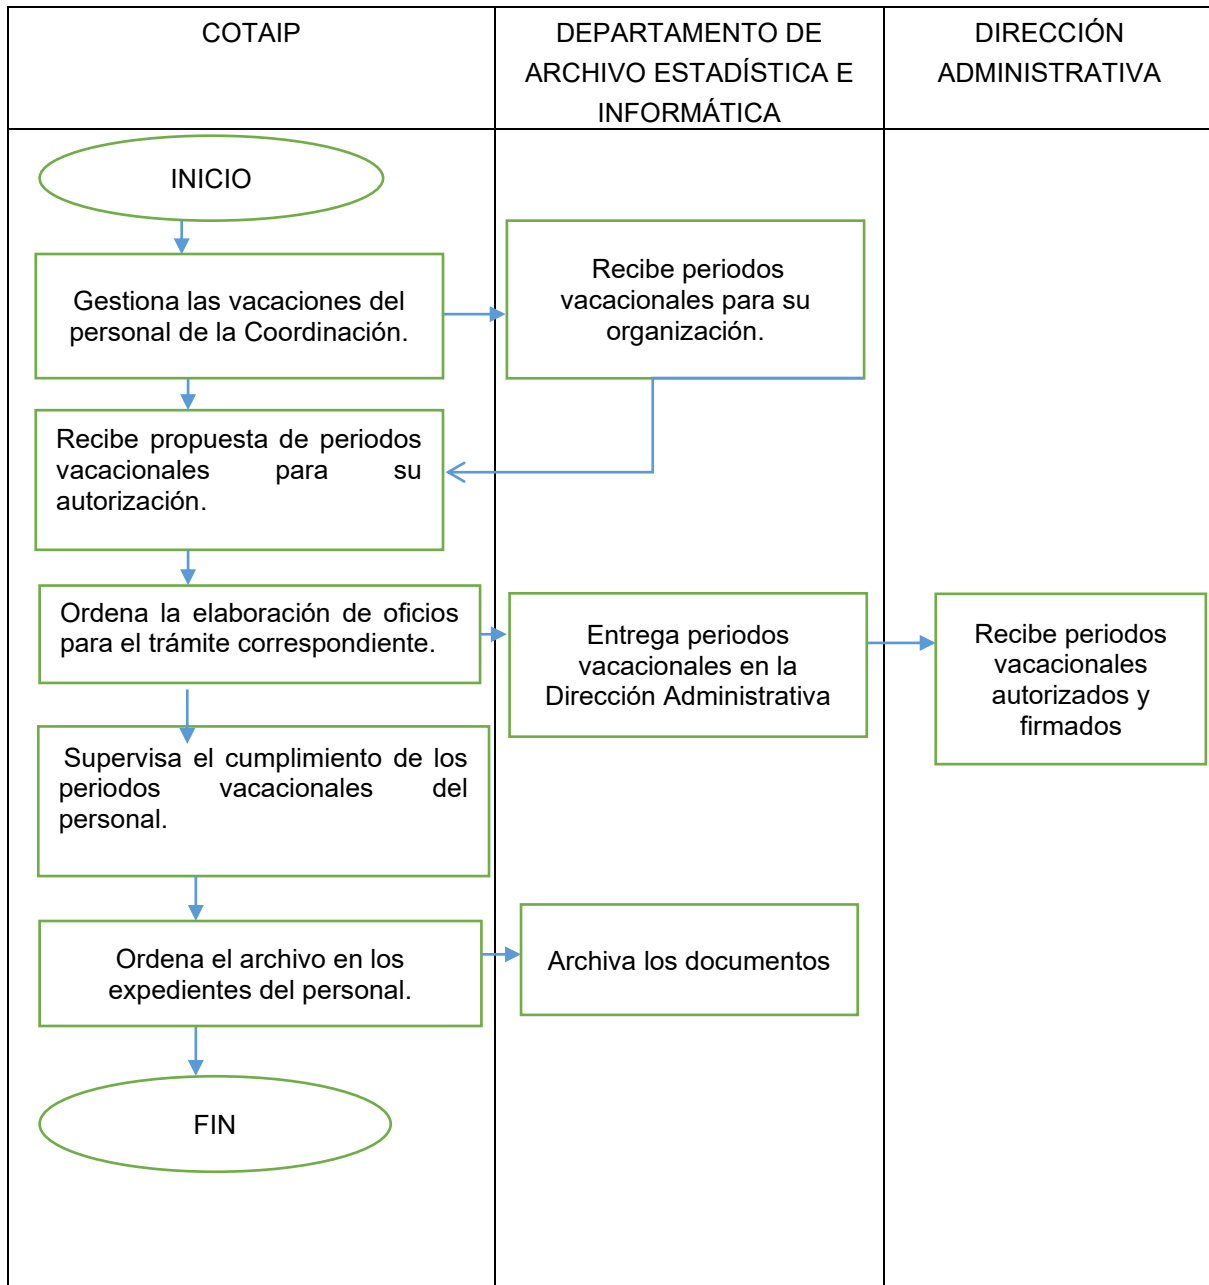 COTAIP
DEPARTAMENTO DE
ARCHIVO ESTADÍSTICA E
INFORMÁTICA
DIRECCIÓN
ADMINISTRATIVA
INICIO
Gestiona las vacaciones del
personal de la Coordinación.
Recibe periodos
vacacionales para su
organización.
Recibe propuesta de periodos
vacacionales para su
autorización.
Ordena la elaboración de oficios
para el trámite correspondiente.
Entrega periodos
vacacionales en la
Dirección Administrativa
Recibe periodos
vacacionales
autorizados y
firmados
Supervisa el cumplimiento de los
periodos vacacionales del
personal.
Ordena el archivo en los
expedientes del personal.
Archiva los documentos
FIN